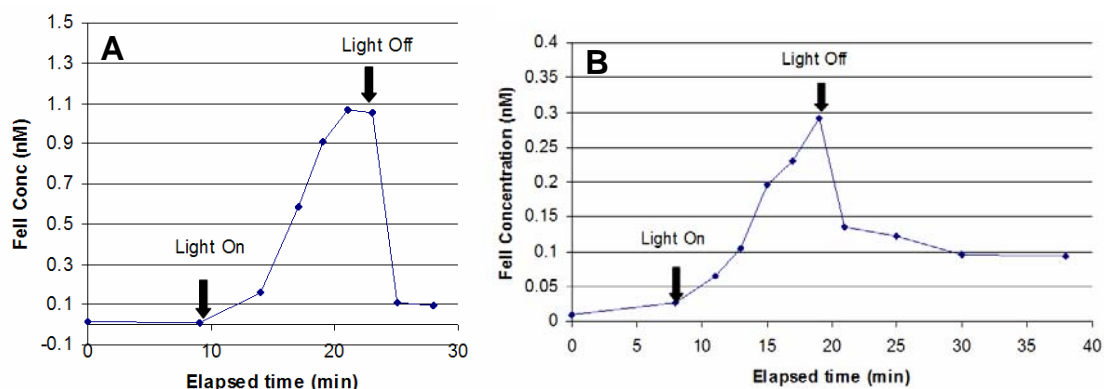 A
Light Off
Light On
FeII Conc (nM)
1.5
1.3
1.1
0.9
0.7
0.5
0.3
0.1
-0.1
0 10 20 30
Elapsed time (min)
B
Light Off
Light On
FeII Concentration (nM)
0.4
0.35
0.3
0.25
0.2
0.15
0.1
0.05
0
0 5 10 15 20 25 30 35 40
Elapsed time (min)